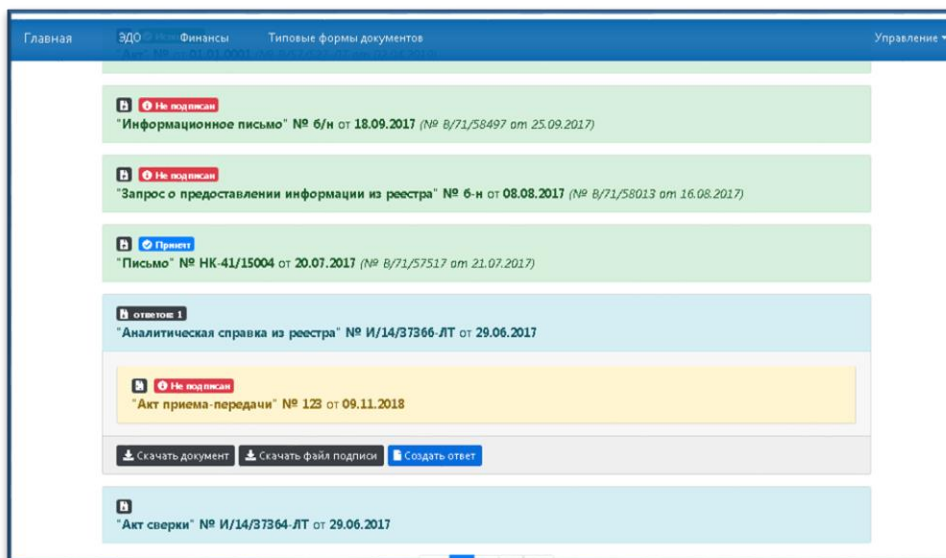 Главная ЭДО Финансы Типовые формы документов Управление
Не подписан
"Информационное письмо" № б/н от 18.09.2017 (№ В/71/58497 от 25.09.2017)
Не подписан
"Запрос о предоставлении информации из реестра" № б-н от 08.08.2017 (№ В/71/58013 от 16.08.2017)
Принят
"Письмо" № НК-41/15004 от 20.07.2017 (№ В/71/57517 от 21.07.2017)
ответов: 1
"Аналитическая справка из реестра" № И/14/37366-ЛТ от 29.06.2017
Не подписан
"Акт приема-передачи" № 123 от 09.11.2018
Скачать документ Скачать файл подписи Создать ответ
"Акт сверки" № И/14/37364-ЛТ от 29.06.2017